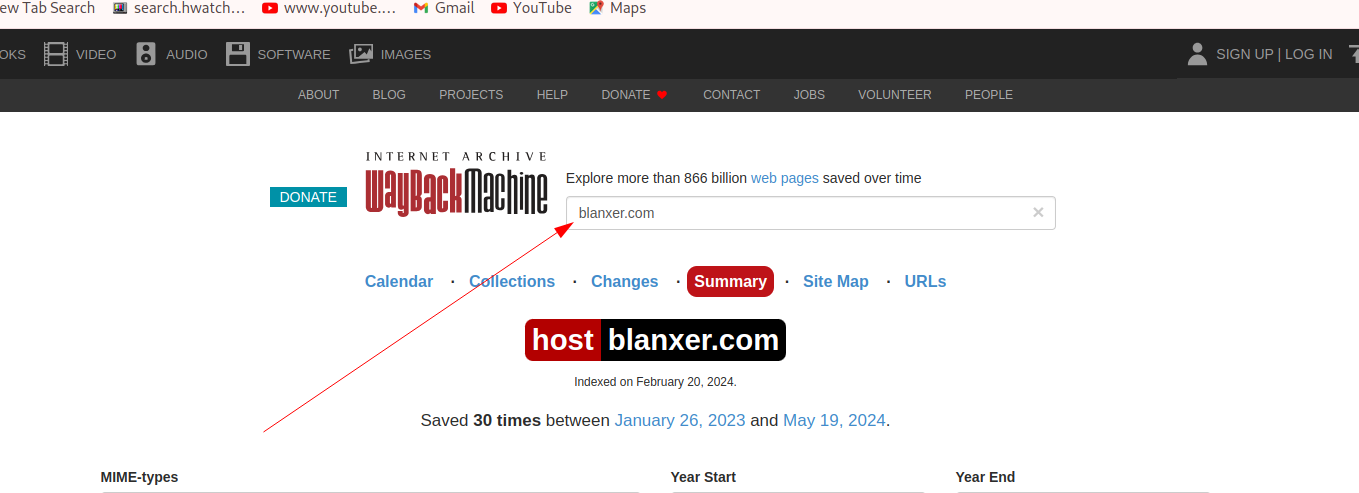 ew Tab Search search.hwatch... www.youtube.... Gmail YouTube Maps
OKS VIDEO AUDIO SOFTWARE IMAGES SIGN UP | LOG IN
ABOUT BLOG PROJECTS HELP DONATE CONTACT JOBS VOLUNTEER PEOPLE
INTERNET ARCHIVE
WayBackMachine
DONATE
Explore more than 866 billion web pages saved over time
blanxer.com ×
Calendar · Collections · Changes · Summary · Site Map · URLs
host blanxer.com
Indexed on February 20, 2024.
Saved 30 times between January 26, 2023 and May 19, 2024.
MIME-types Year Start Year End